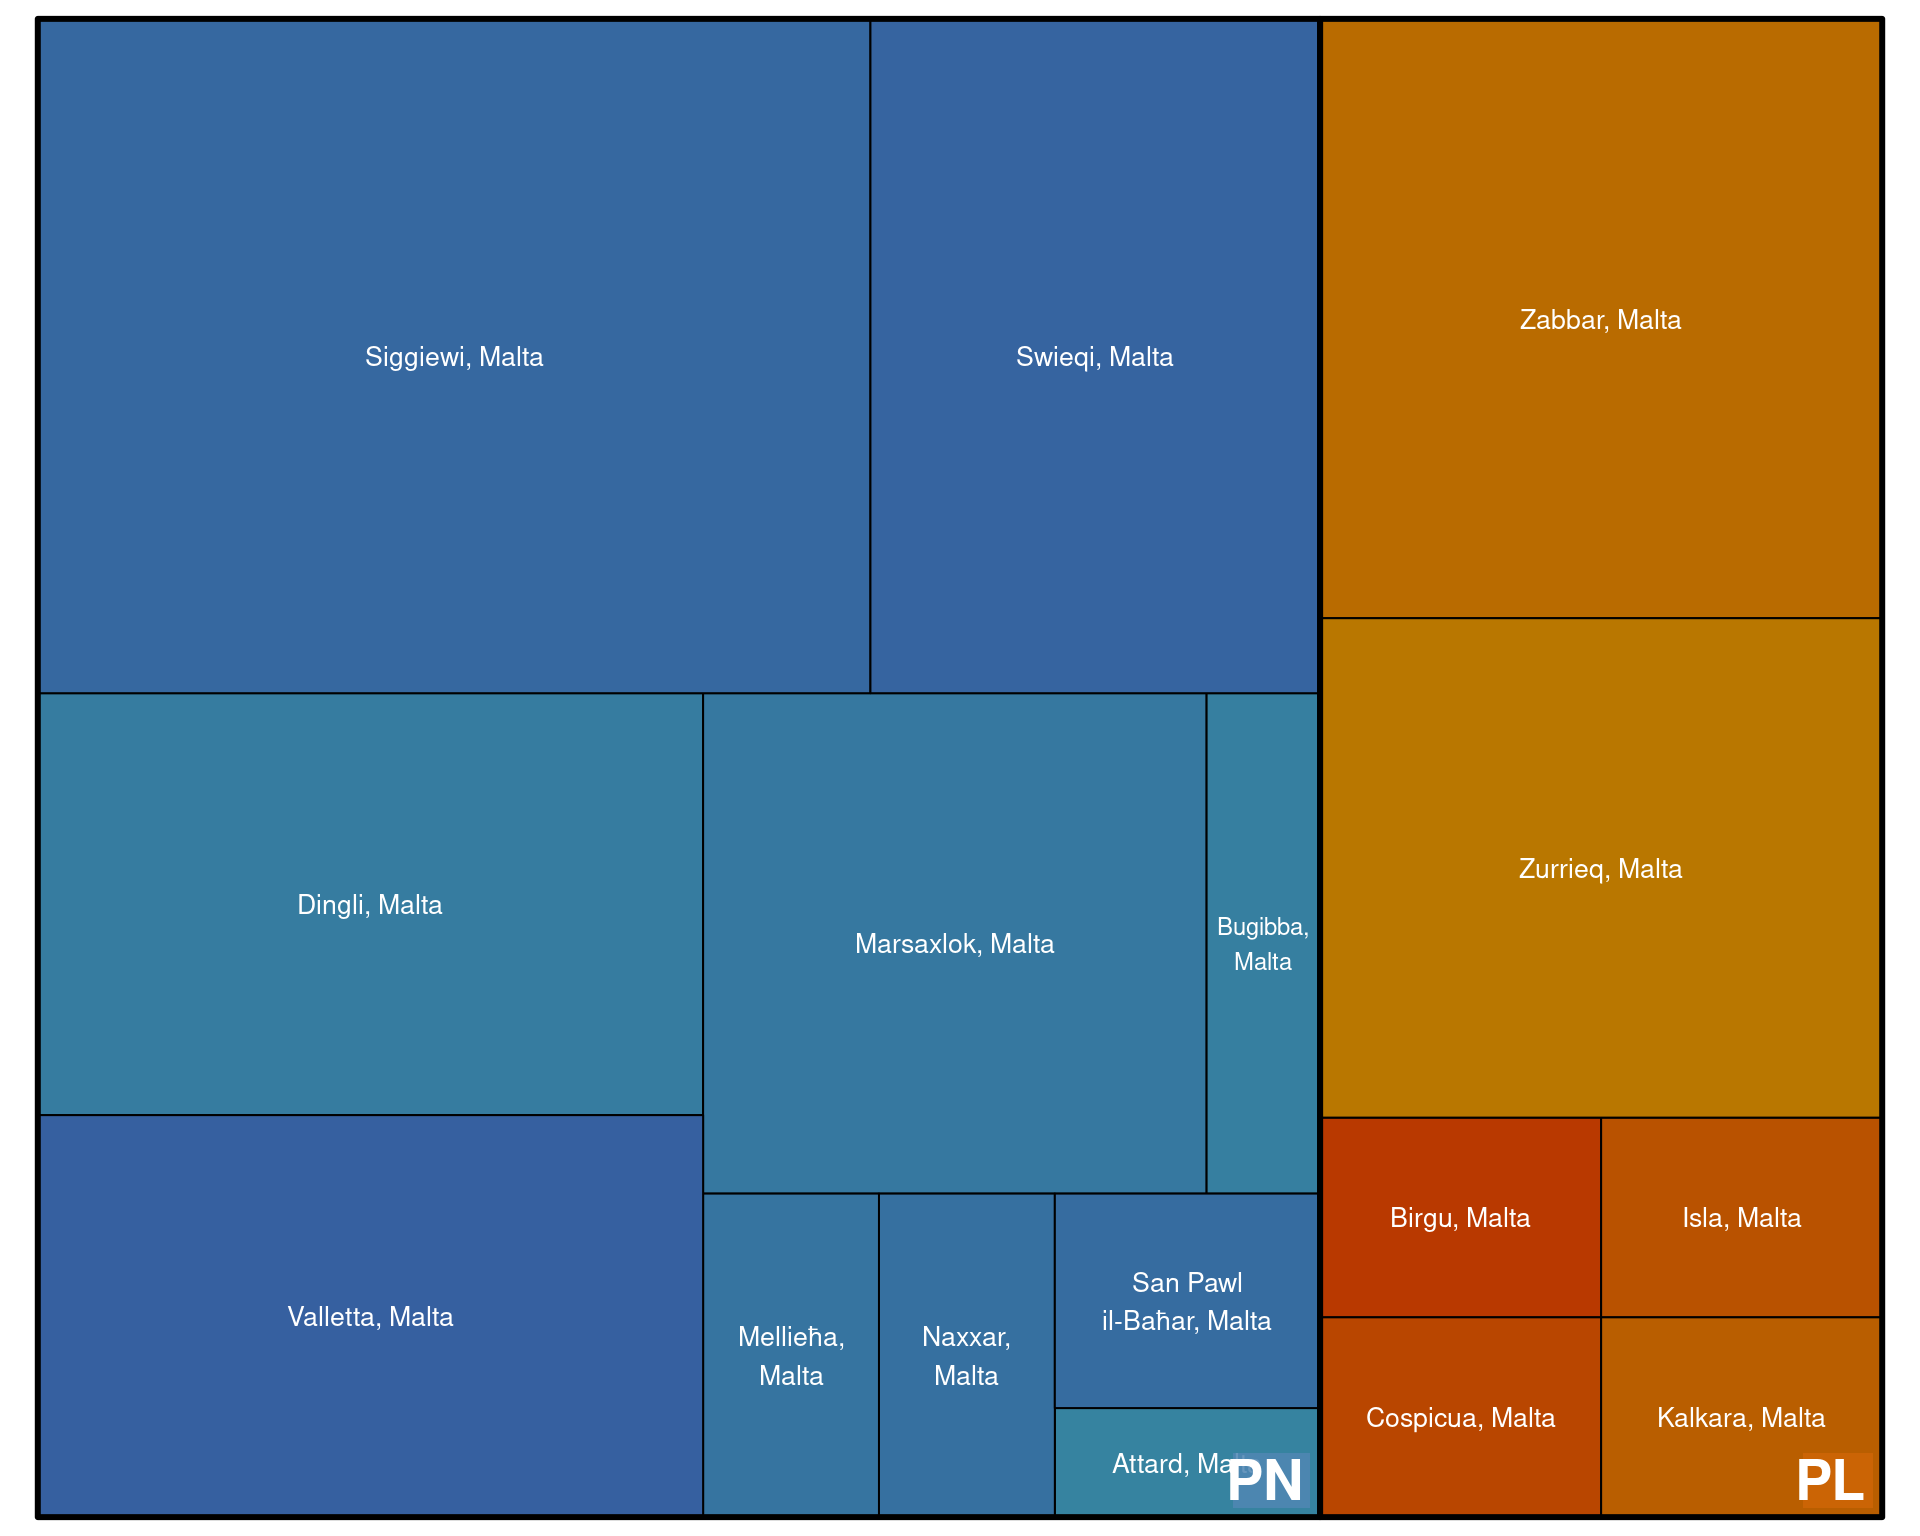 Siggiewi, Malta
Swieqi, Malta
Zabbar, Malta
Zurrieq, Malta
Dingli, Malta
Marsaxlok, Malta
Bugibba,
Malta
Valletta, Malta
Mellieħa,
Malta
Naxxar,
Malta
San Pawl
il-Baħar, Malta
Attard, Malta
PN
Birgu, Malta
Isla, Malta
Cospicua, Malta
Kalkara, Malta
PL